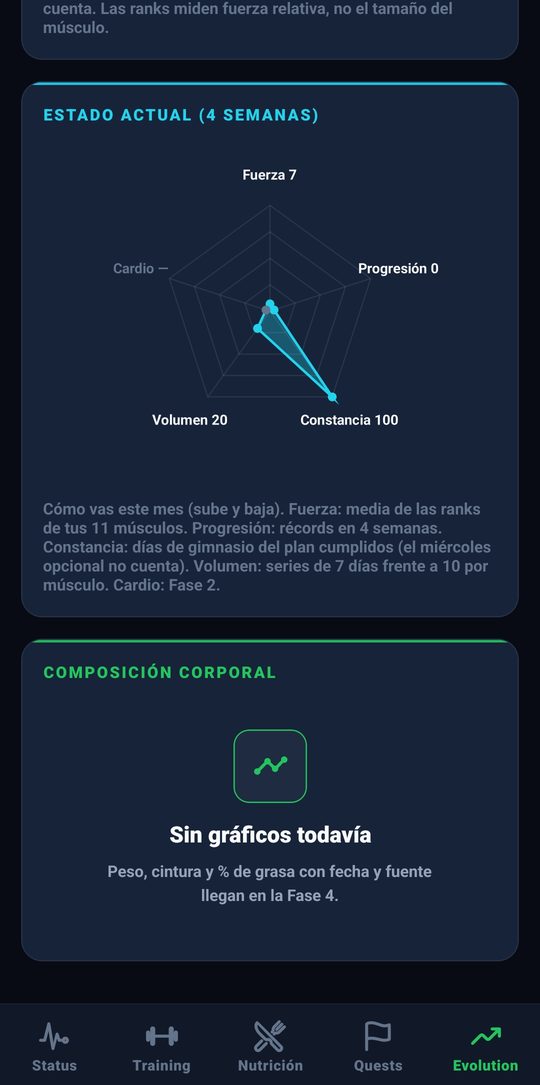 cuenta. Las ranks miden fuerza relativa, no el tamaño del
músculo.
ESTADO ACTUAL (4 SEMANAS)
Fuerza 7
Cardio —
Progresión 0
Volumen 20
Constancia 100
Cómo vas este mes (sube y baja). Fuerza: media de las ranks
de tus 11 músculos. Progresión: récords en 4 semanas.
Constancia: días de gimnasio del plan cumplidos (el miércoles
opcional no cuenta). Volumen: series de 7 días frente a 10 por
músculo. Cardio: Fase 2.
COMPOSICIÓN CORPORAL
Sin gráficos todavía
Peso, cintura y % de grasa con fecha y fuente
llegan en la Fase 4.
Status
Training
Nutrición
Quests
Evolution